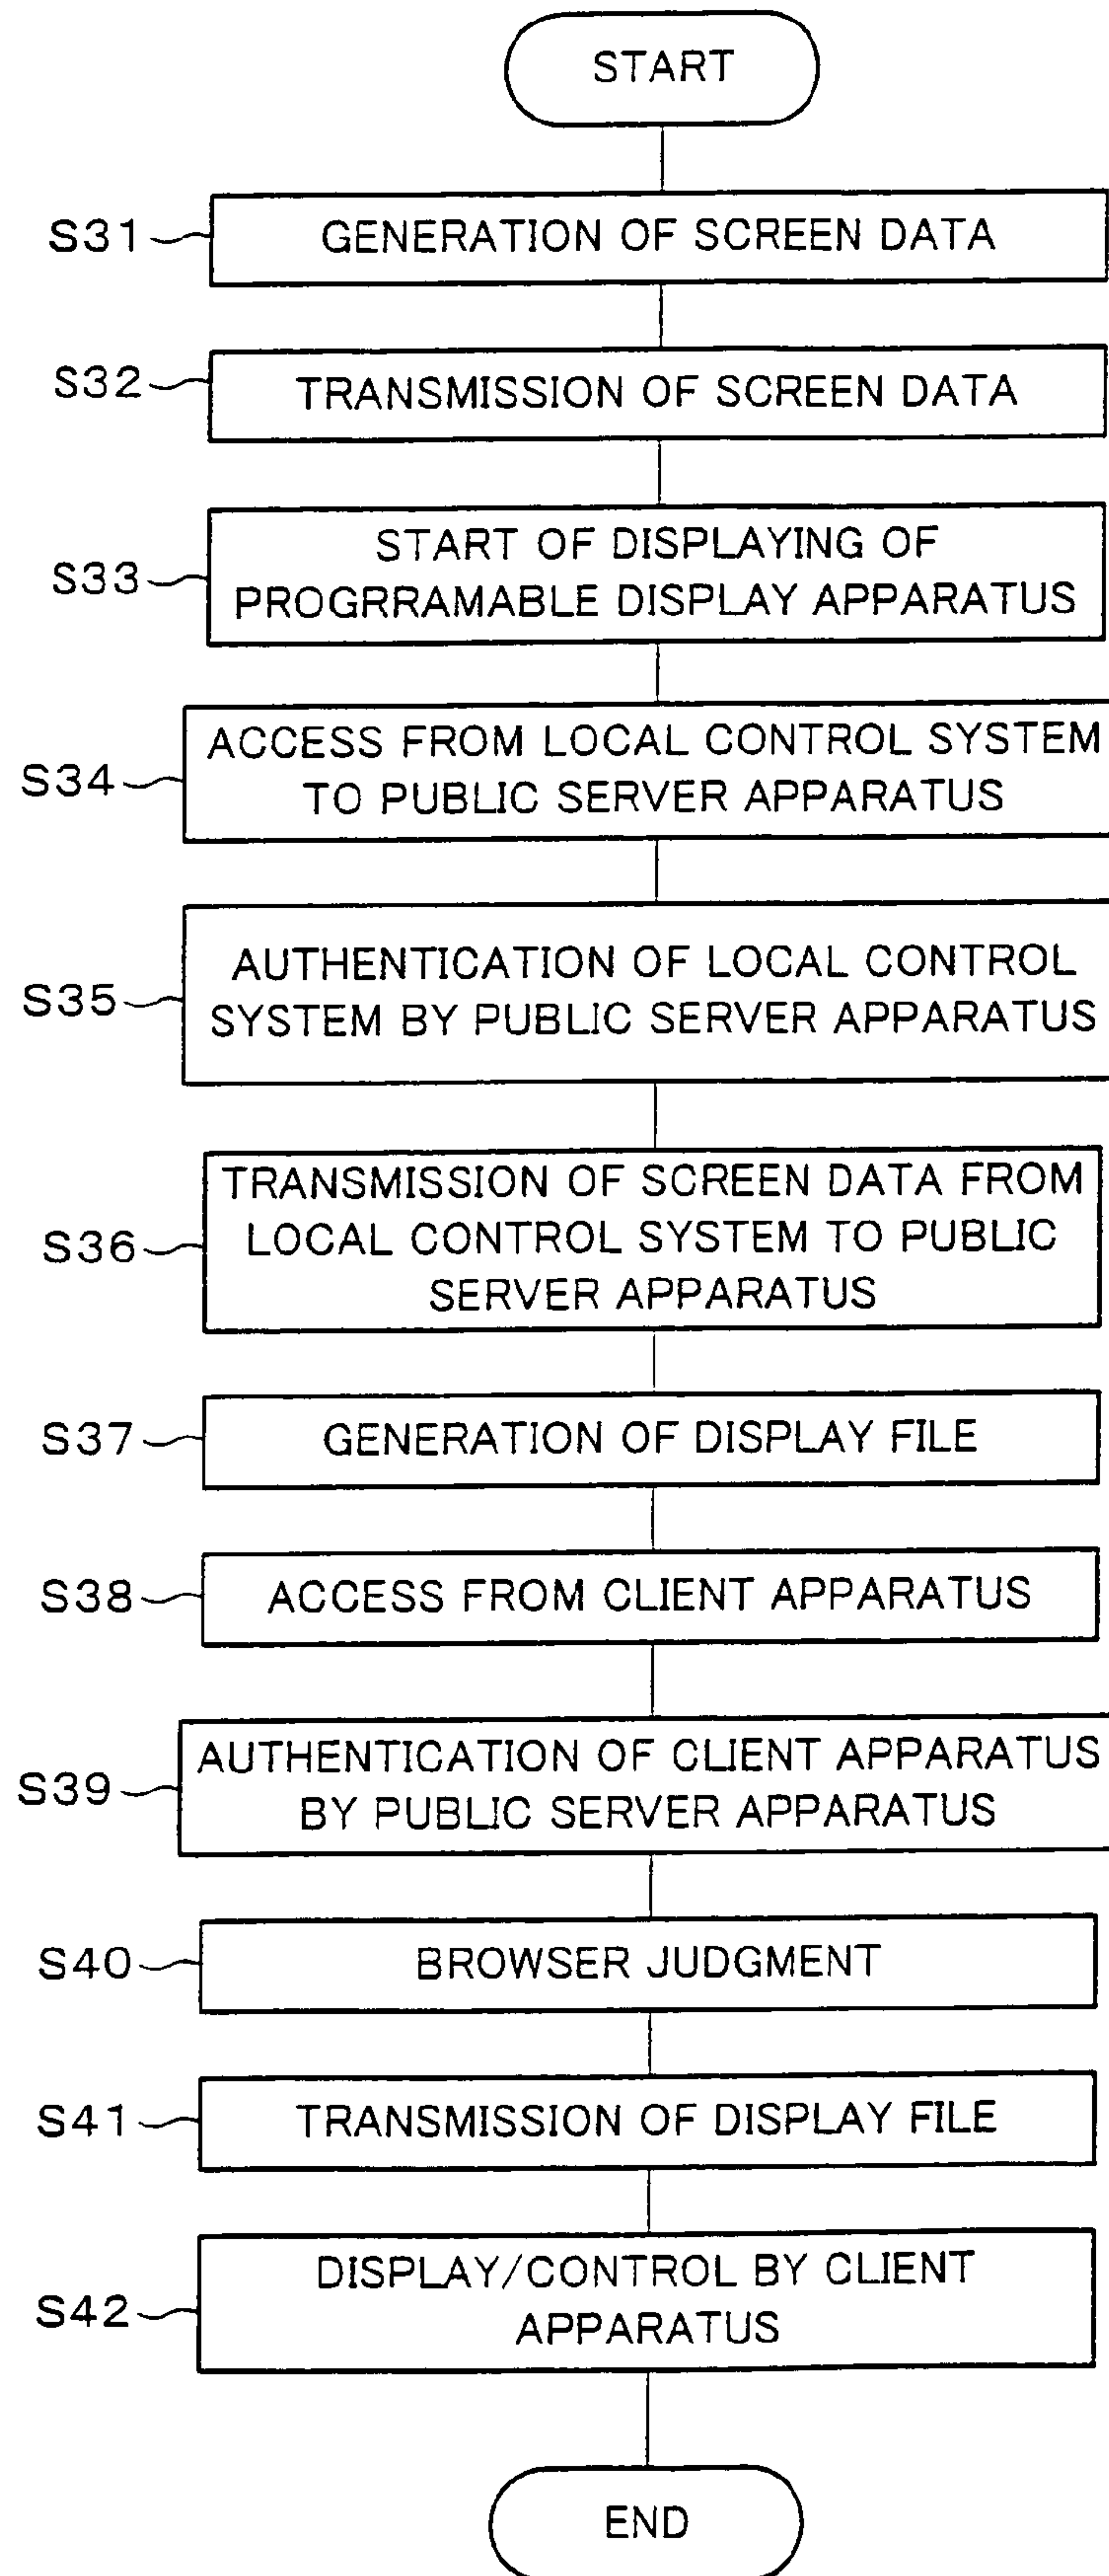 START
S31
GENERATION OF SCREEN DATA
S32
TRANSMISSION OF SCREEN DATA
S33
START OF DISPLAYING OF
PROGRRAMABLE DISPLAY APPARATUS
S34
ACCESS FROM LOCAL CONTROL SYSTEM
TO PUBLIC SERVER APPARATUS
S35
AUTHENTICATION OF LOCAL CONTROL
SYSTEM BY PUBLIC SERVER APPARATUS
S36
TRANSMISSION OF SCREEN DATA FROM
LOCAL CONTROL SYSTEM TO PUBLIC
SERVER APPARATUS
S37
GENERATION OF DISPLAY FILE
S38
ACCESS FROM CLIENT APPARATUS
S39
AUTHENTICATION OF CLIENT APPARATUS
BY PUBLIC SERVER APPARATUS
S40
BROWSER JUDGMENT
S41
TRANSMISSION OF DISPLAY FILE
S42
DISPLAY/CONTROL BY CLIENT
APPARATUS
END